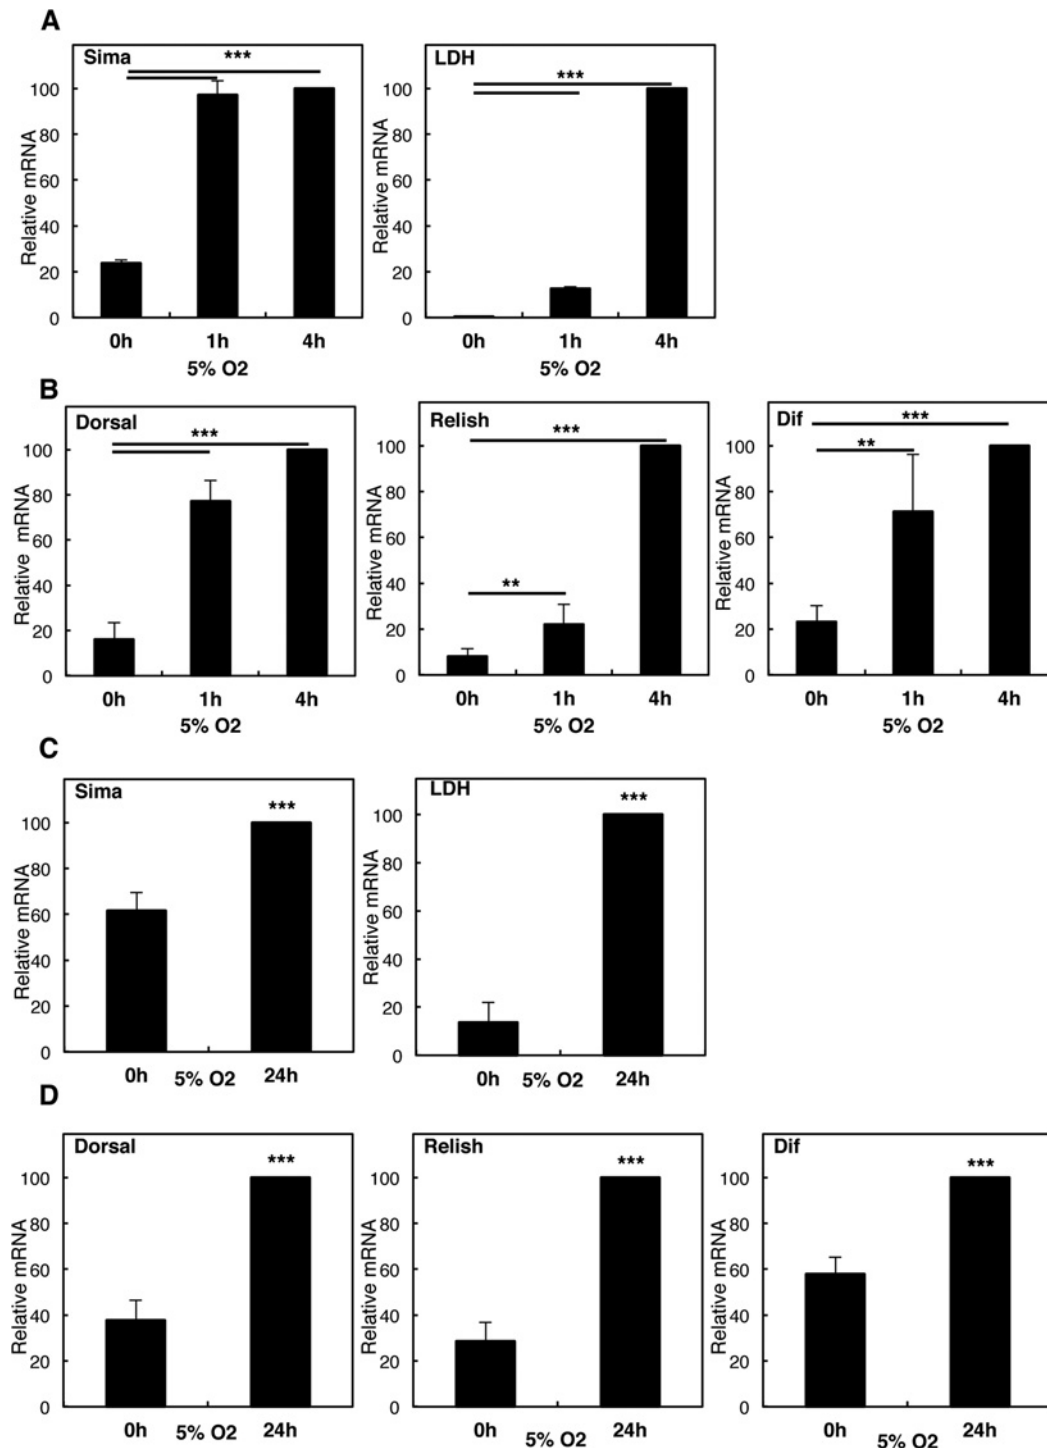 A
Sima
***
Relative mRNA
100
80
60
40
20
0
0h 1h 4h
5% O2
LDH
***
Relative mRNA
100
80
60
40
20
0
0h 1h 4h
5% O2
B
Dorsal
***
Relative mRNA
100
80
60
40
20
0
0h 1h 4h
5% O2
Relish
***
**
Relative mRNA
100
80
60
40
20
0
0h 1h 4h
5% O2
Dif
***
**
Relative mRNA
100
80
60
40
20
0
0h 1h 4h
5% O2
C
Sima
***
Relative mRNA
100
80
60
40
20
0
0h 5% O2 24h
LDH
***
Relative mRNA
100
80
60
40
20
0
0h 5% O2 24h
D
Dorsal
***
Relative mRNA
100
80
60
40
20
0
0h 5% O2 24h
Relish
***
Relative mRNA
100
80
60
40
20
0
0h 5% O2 24h
Dif
***
Relative mRNA
100
80
60
40
20
0
0h 5% O2 24h